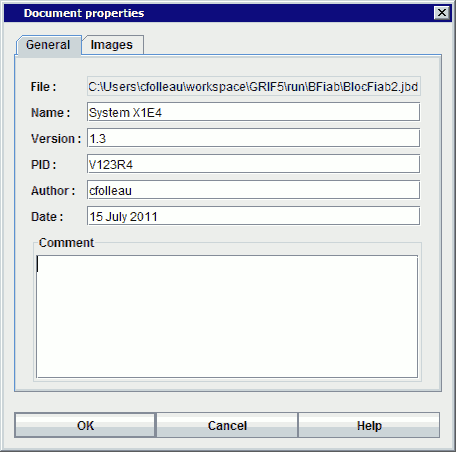 Document properties
General Images
File : C:\Users\cfolleau\workspace\GRIF5\run\BFiab\BlocFiab2.jbd
Name : System X1E4
Version : 1.3
PID : V123R4
Author : cfolleau
Date : 15 July 2011
Comment
OK Cancel Help